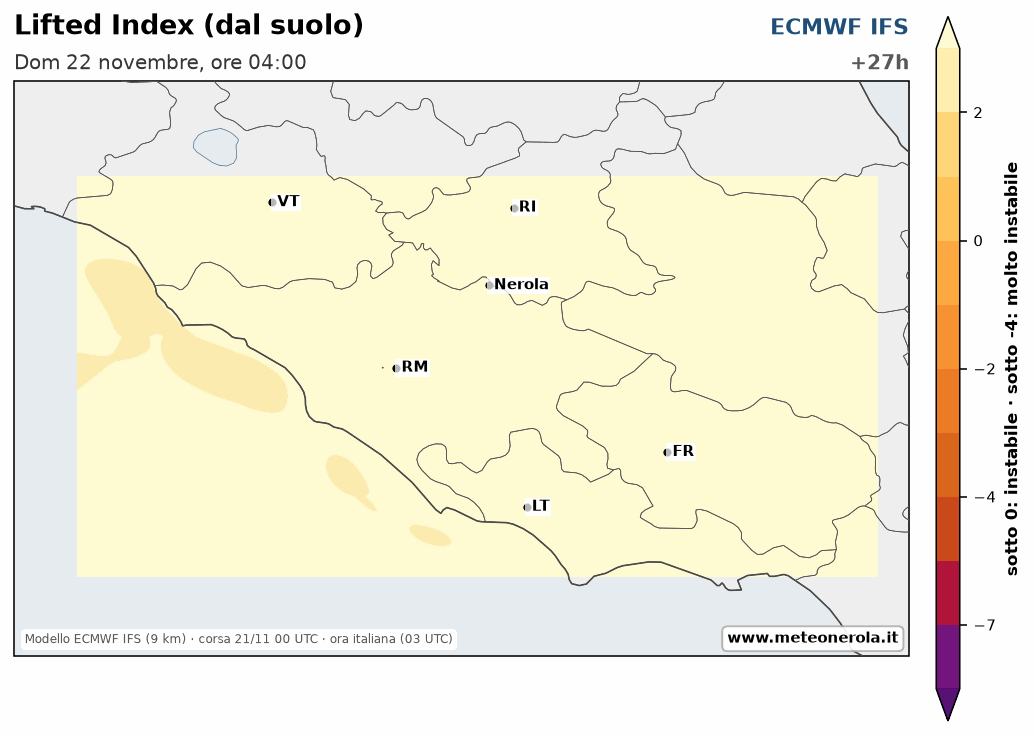 Lifted Index (dal suolo)
ECMWF IFS
Dom 22 novembre, ore 04:00
+27h
VT
RI
Nerola
RM
FR
LT
Modello ECMWF IFS (9 km) · corsa 21/11 00 UTC · ora italiana (03 UTC)
www.meteonerola.it
2
0
−2
−4
−7
sotto 0: instabile · sotto -4: molto instabile